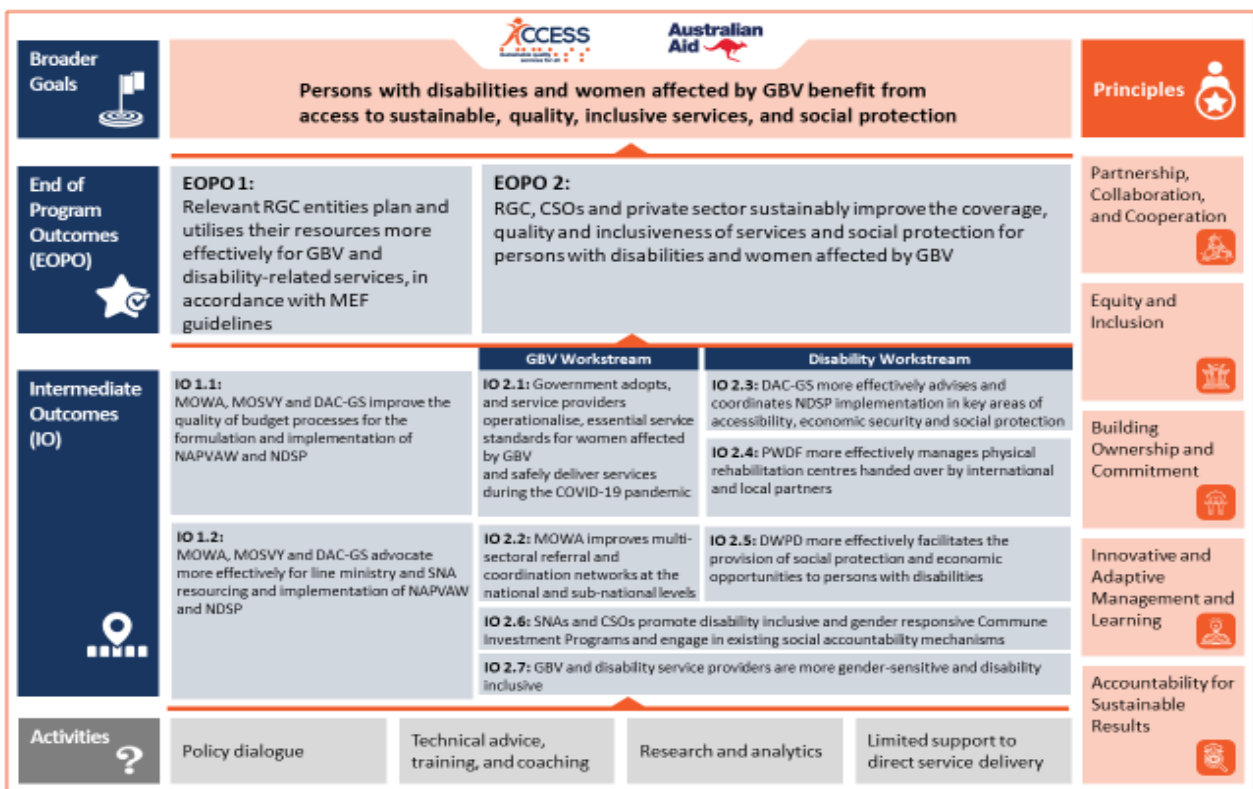 ACCESS
Sustainable quality
services for all
Australian
Aid
Broader
Goals
Persons with disabilities and women affected by GBV benefit from
access to sustainable, quality, inclusive services, and social protection
Principles
End of
Program
Outcomes
(EOPO)
EOPO 1:
Relevant RGC entities plan and
utilises their resources more
effectively for GBV and
disability-related services, in
accordance with MEF
guidelines
EOPO 2:
RGC, CSOs and private sector sustainably improve the coverage,
quality and inclusiveness of services and social protection for
persons with disabilities and women affected by GBV
Partnership,
Collaboration,
and Cooperation
Equity and
Inclusion
Building
Ownership and
Commitment
Innovative and
Adaptive
Management and
Learning
Accountability for
Sustainable
Results
Intermediate
Outcomes
(IO)
IO 1.1:
MOWA, MOSVY and DAC-GS improve the
quality of budget processes for the
formulation and implementation of
NAPVAW and NDSP
IO 1.2:
MOWA, MOSVY and DAC-GS advocate
more effectively for line ministry and SNA
resourcing and implementation of NAPVAW
and NDSP
GBV Workstream
IO 2.1: Government adopts,
and service providers
operationalise, essential service
standards for women affected
by GBV
and safely deliver services
during the COVID-19 pandemic
IO 2.2: MOWA improves multi-
sectoral referral and
coordination networks at the
national and sub-national levels
Disability Workstream
IO 2.3: DAC-GS more effectively advises and
coordinates NDSP implementation in key areas of
accessibility, economic security and social protection
IO 2.4: PWDF more effectively manages physical
rehabilitation centres handed over by international
and local partners
IO 2.5: DWPD more effectively facilitates the
provision of social protection and economic
opportunities to persons with disabilities
IO 2.6: SNAs and CSOs promote disability inclusive and gender responsive Commune
Investment Programs and engage in existing social accountability mechanisms
IO 2.7: GBV and disability service providers are more gender-sensitive and disability
inclusive
Activities
?
Policy dialogue
Technical advice,
training, and coaching
Research and analytics
Limited support to
direct service delivery